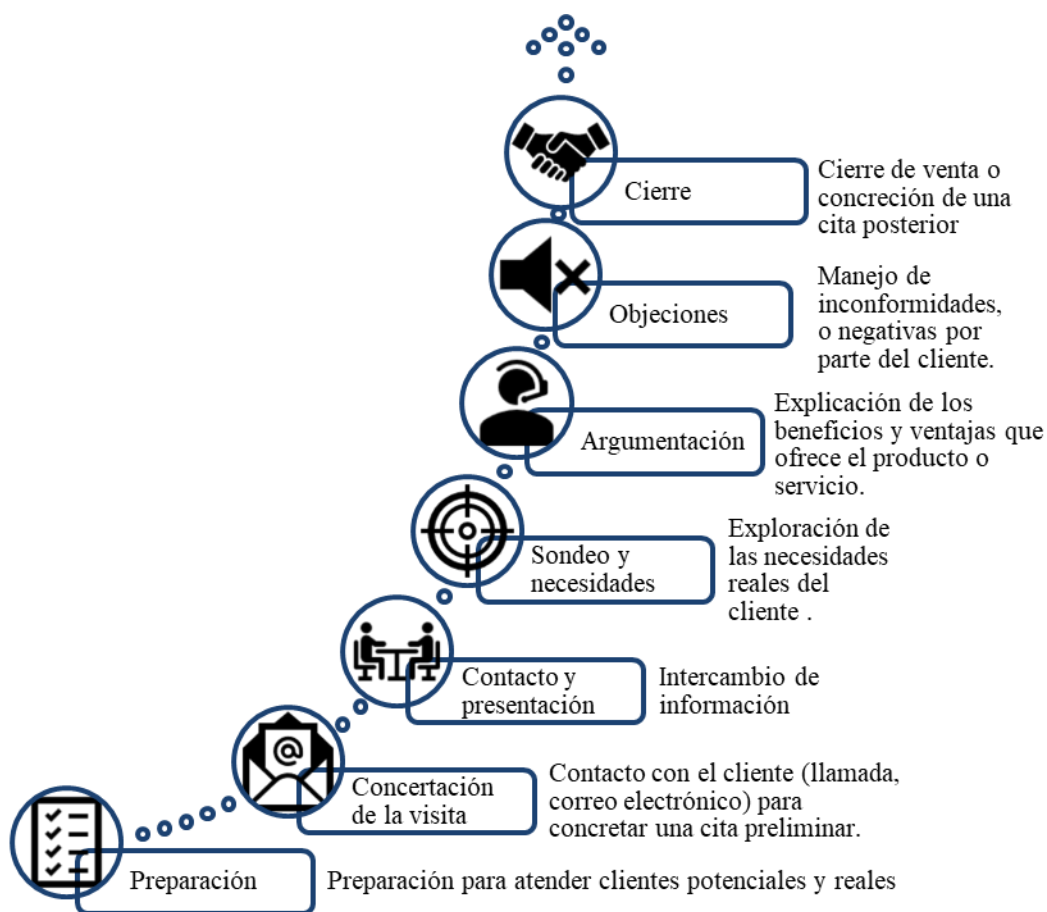 Cierre
Cierre de venta o
concreción de una
cita posterior
Objeciones
Manejo de
inconformidades,
o negativas por
parte del cliente.
Argumentación
Explicación de los
beneficios y ventajas que
ofrece el producto o
servicio.
Sondeo y
necesidades
Exploración de
las necesidades
reales del
cliente .
Contacto y
presentación
Intercambio de
información
@
Concertación
de la visita
Contacto con el cliente (llamada,
correo electrónico) para
concretar una cita preliminar.
Preparación
Preparación para atender clientes potenciales y reales